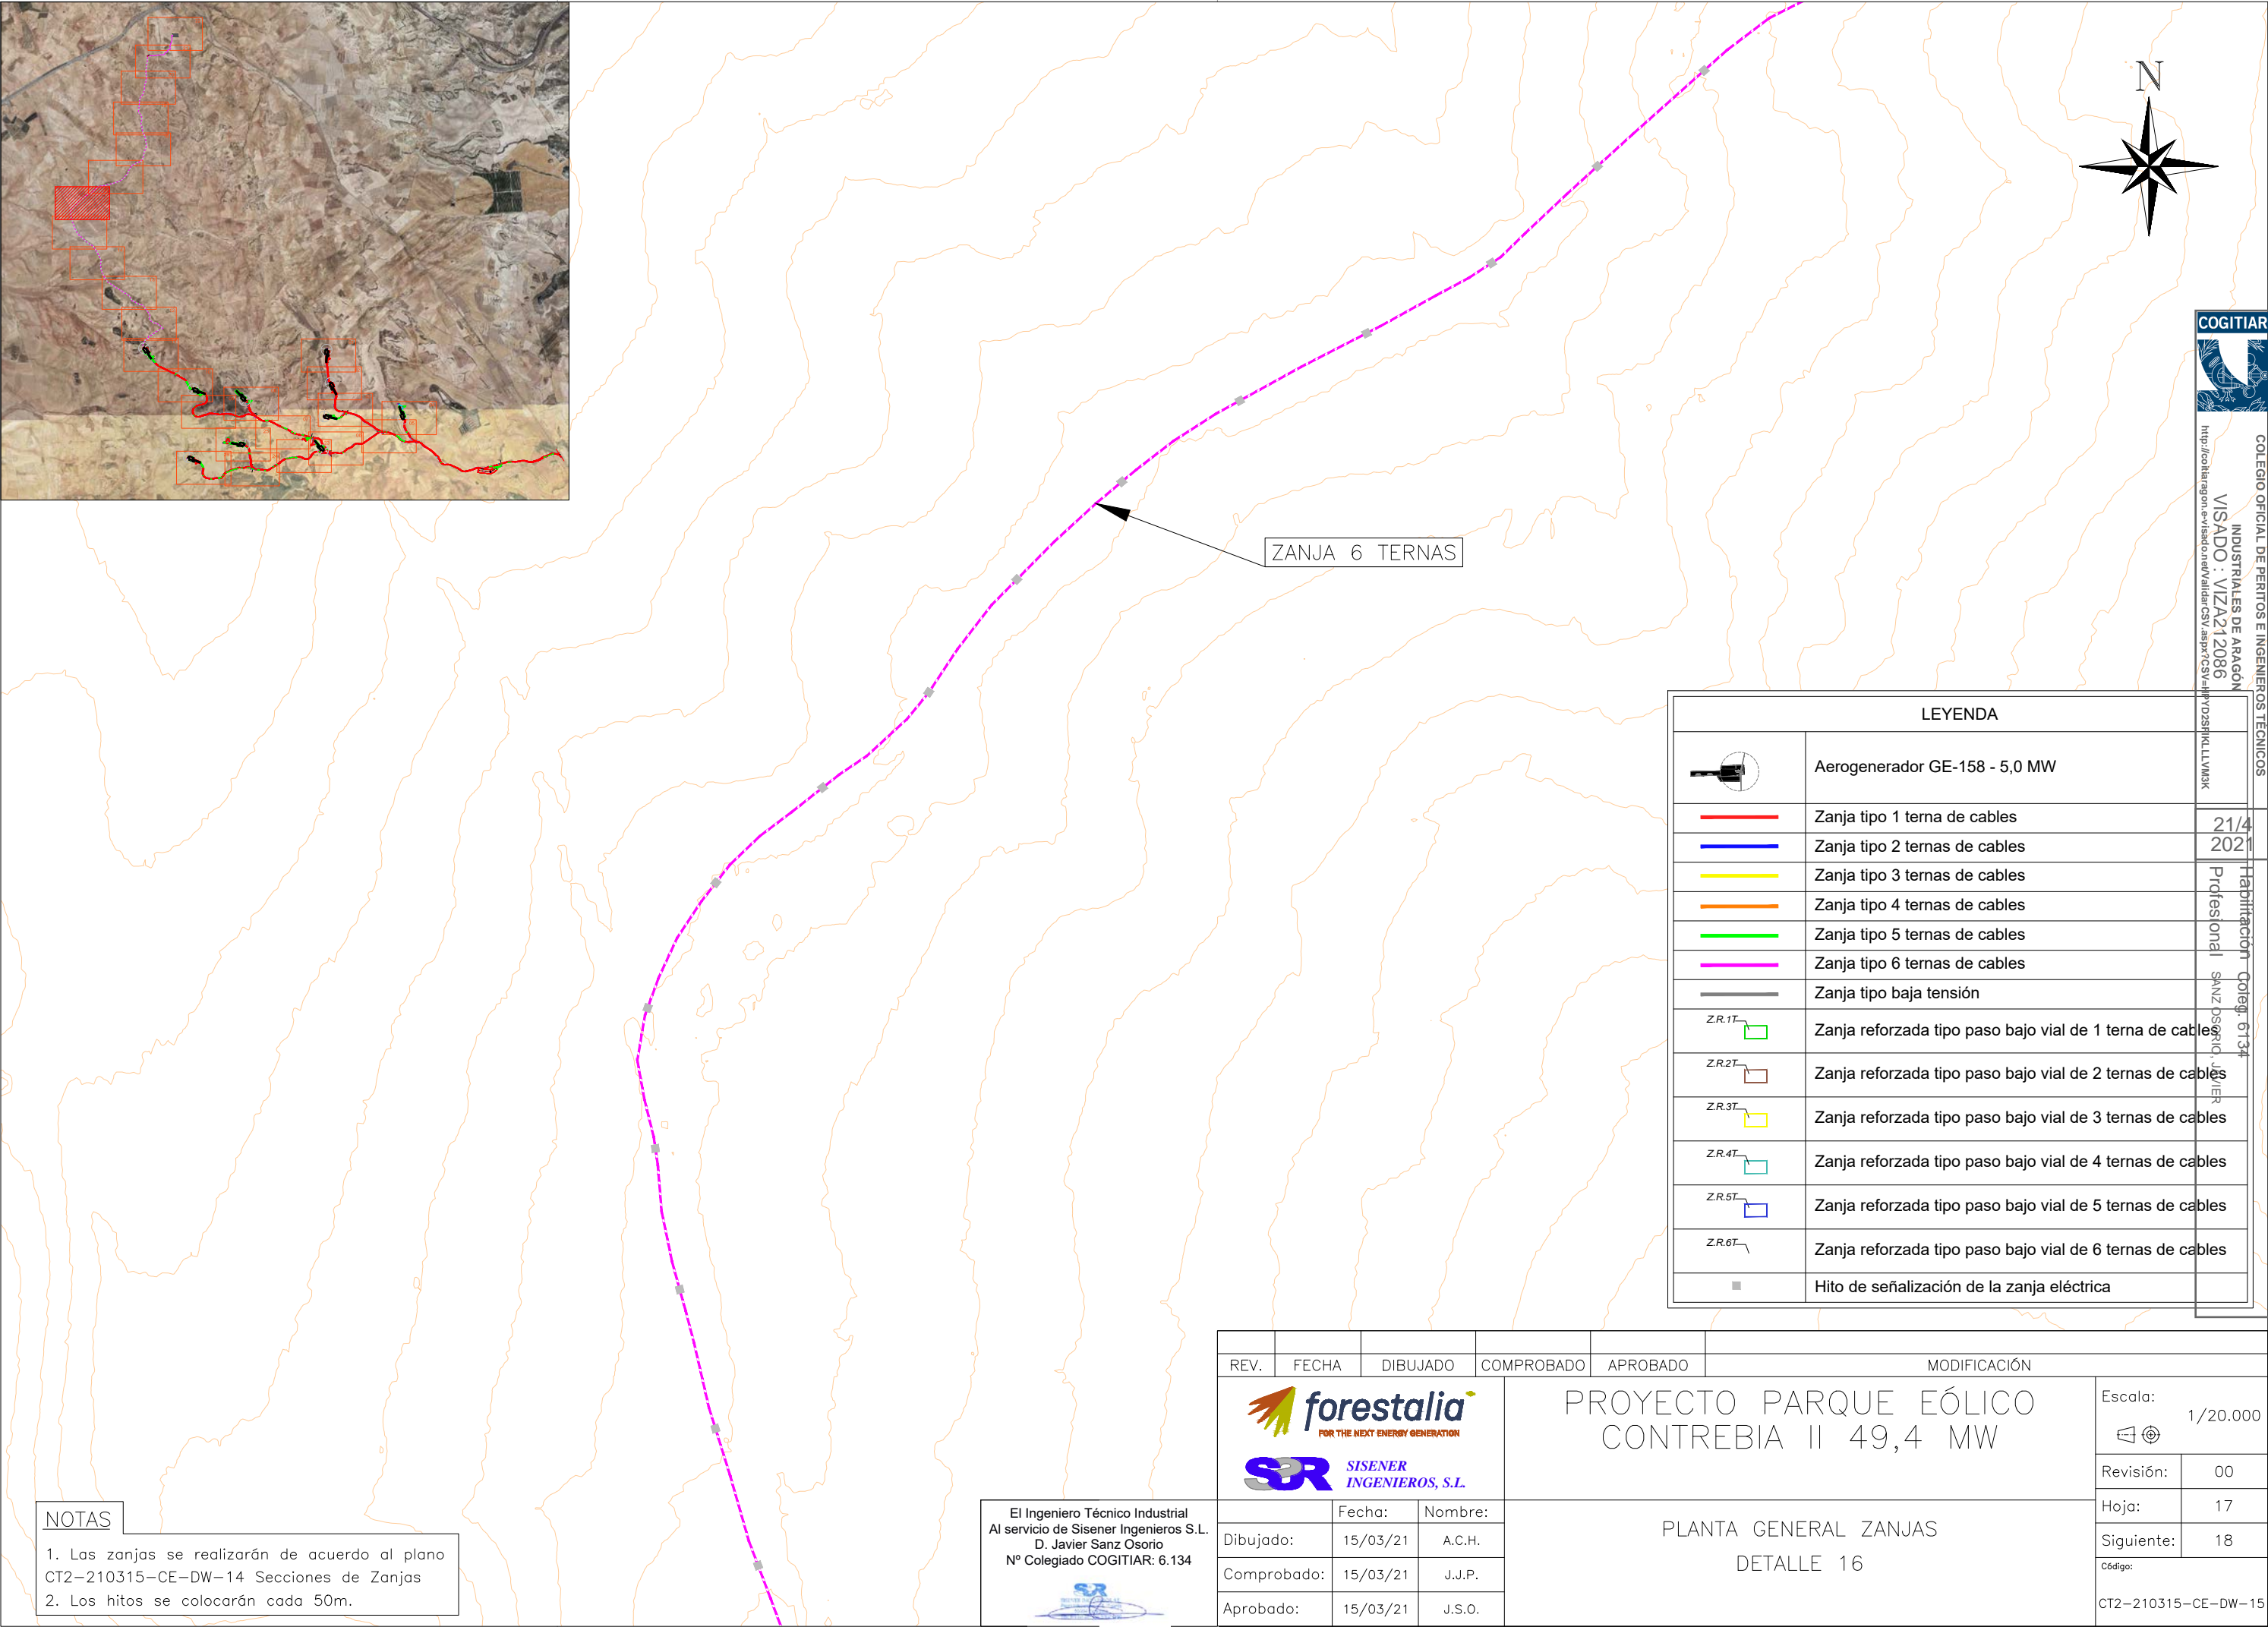 N
ZANJA 6 TERNAS
COGITIAR
COLEGIO OFICIAL DE PERITOS E INGENIEROS TÉCNICOS
INDUSTRIALES DE ARAGÓN
VISADO : VIZA212086
http://coitiaragon.e-visado.net/ValidarCSV.aspx?CSV=HPYD2SFIKLLLVM3K
21/4
2021
Habilitación Coleg. 6134
Profesional SANZ OSORIO, JAVIER
LEYENDA
Aerogenerador GE-158 - 5,0 MW
Zanja tipo 1 terna de cables
Zanja tipo 2 ternas de cables
Zanja tipo 3 ternas de cables
Zanja tipo 4 ternas de cables
Zanja tipo 5 ternas de cables
Zanja tipo 6 ternas de cables
Zanja tipo baja tensión
Z.R.1T Zanja reforzada tipo paso bajo vial de 1 terna de cables
Z.R.2T Zanja reforzada tipo paso bajo vial de 2 ternas de cables
Z.R.3T Zanja reforzada tipo paso bajo vial de 3 ternas de cables
Z.R.4T Zanja reforzada tipo paso bajo vial de 4 ternas de cables
Z.R.5T Zanja reforzada tipo paso bajo vial de 5 ternas de cables
Z.R.6T Zanja reforzada tipo paso bajo vial de 6 ternas de cables
Hito de señalización de la zanja eléctrica
REV. FECHA DIBUJADO COMPROBADO APROBADO MODIFICACIÓN
forestalia
FOR THE NEXT ENERGY GENERATION
SISENER
INGENIEROS, S.L.
PROYECTO PARQUE EÓLICO
CONTREBIA II 49,4 MW
Escala:
1/20.000
Revisión: 00
Hoja: 17
Siguiente: 18
Código:
CT2-210315-CE-DW-15
PLANTA GENERAL ZANJAS
DETALLE 16
Fecha: Nombre:
Dibujado: 15/03/21 A.C.H.
Comprobado: 15/03/21 J.J.P.
Aprobado: 15/03/21 J.S.O.
El Ingeniero Técnico Industrial
Al servicio de Sisener Ingenieros S.L.
D. Javier Sanz Osorio
Nº Colegiado COGITIAR: 6.134
NOTAS
1. Las zanjas se realizarán de acuerdo al plano
CT2-210315-CE-DW-14 Secciones de Zanjas
2. Los hitos se colocarán cada 50m.